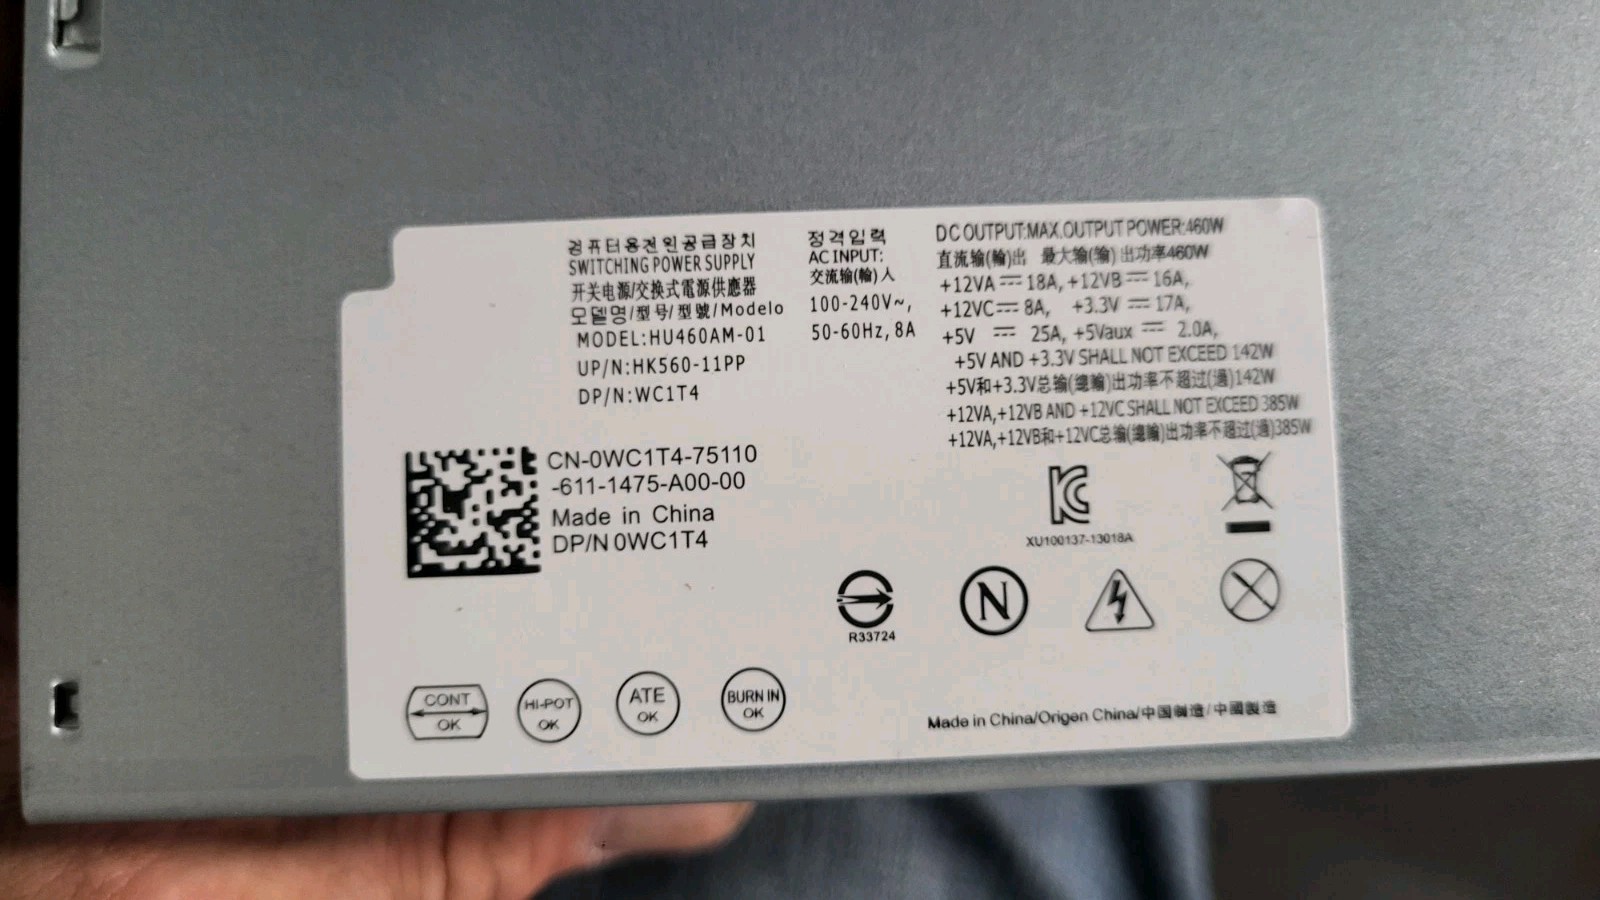 컴퓨터용전원공급장치
SWITCHING POWER SUPPLY
开关电源/交换式電源供應器
모델명/型号/型號/Modelo
MODEL:HU460AM-01
UP/N:HK560-11PP
DP/N:WC1T4
정격입력
AC INPUT:
交流输(輸)入
100-240V~,
50-60Hz, 8A
DC OUTPUT:MAX.OUTPUT POWER:460W
直流输(輸)出 最大输(輸)出功率460W
+12VA⎓18A, +12VB⎓16A,
+12VC⎓8A, +3.3V⎓17A,
+5V ⎓ 25A, +5Vaux ⎓ 2.0A,
+5V AND +3.3V SHALL NOT EXCEED 142W
+5V和+3.3V总输(總輸)出功率不超过(過)142W
+12VA,+12VB AND +12VC SHALL NOT EXCEED 385W
+12VA,+12VB和+12VC总输(總輸)出功率不超过(過)385W
CN-0WC1T4-75110
-611-1475-A00-00
Made in China
DP/N 0WC1T4
XU100137-13018A
R33724
N
CONT
OK
HI-POT
OK
ATE
OK
BURN IN
OK
Made in China/Origen China/中国制造/中國製造